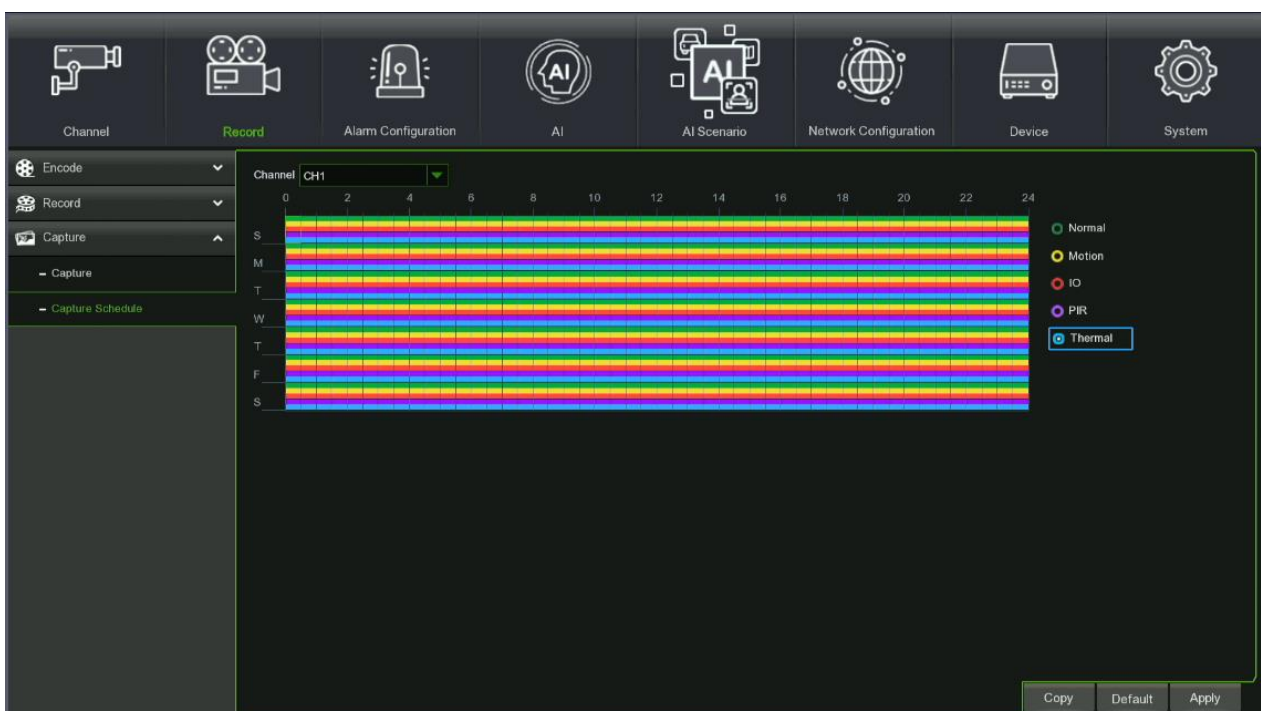 Channel Record Alarm Configuration AI AI Scenario Network Configuration Device System
Encode
Record
Capture
- Capture
- Capture Schedule
Channel CH1
0 2 4 6 8 10 12 14 16 18 20 22 24
S
M
T
W
T
F
S
Normal
Motion
IO
PIR
Thermal
Copy Default Apply